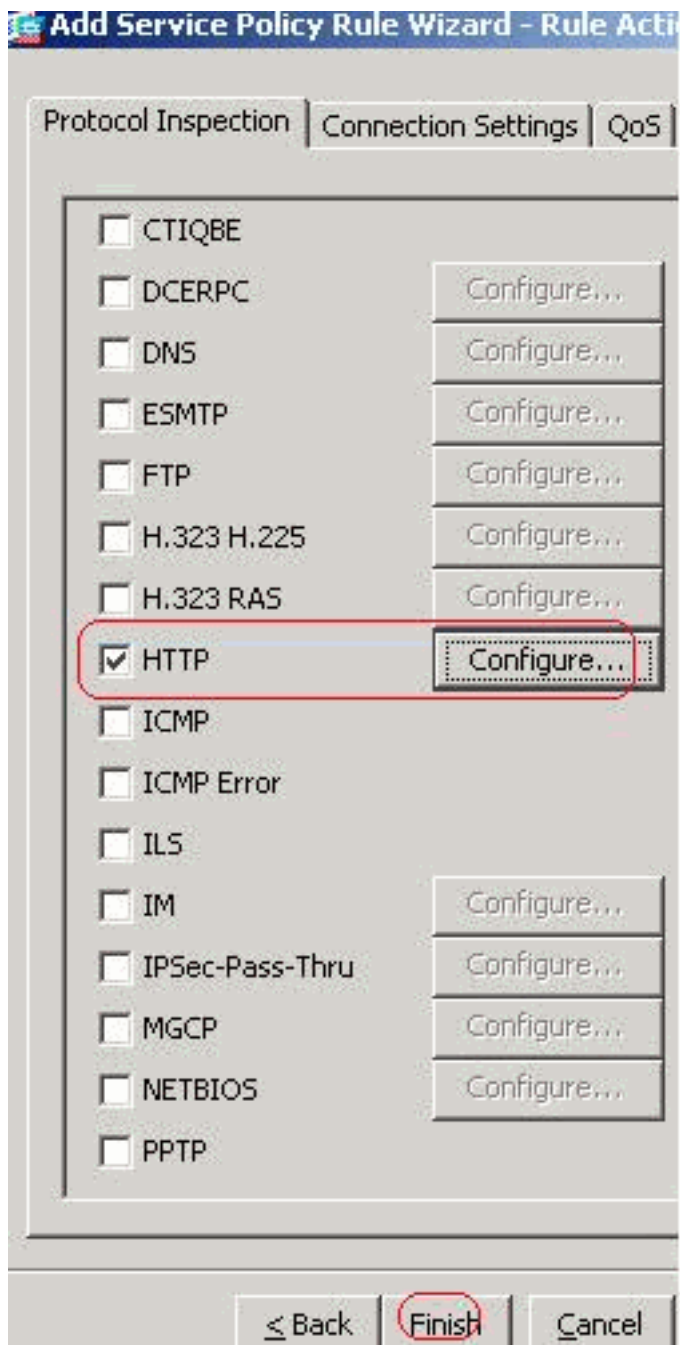 Add Service Policy Rule Wizard - Rule Acti
Protocol Inspection Connection Settings QoS
CTIQBE
DCERPC Configure...
DNS Configure...
ESMTP Configure...
FTP Configure...
H.323 H.225 Configure...
H.323 RAS Configure...
HTTP Configure...
ICMP
ICMP Error
ILS
IM Configure...
IPSec-Pass-Thru Configure...
MGCP Configure...
NETBIOS Configure...
PPTP
< Back Finish Cancel